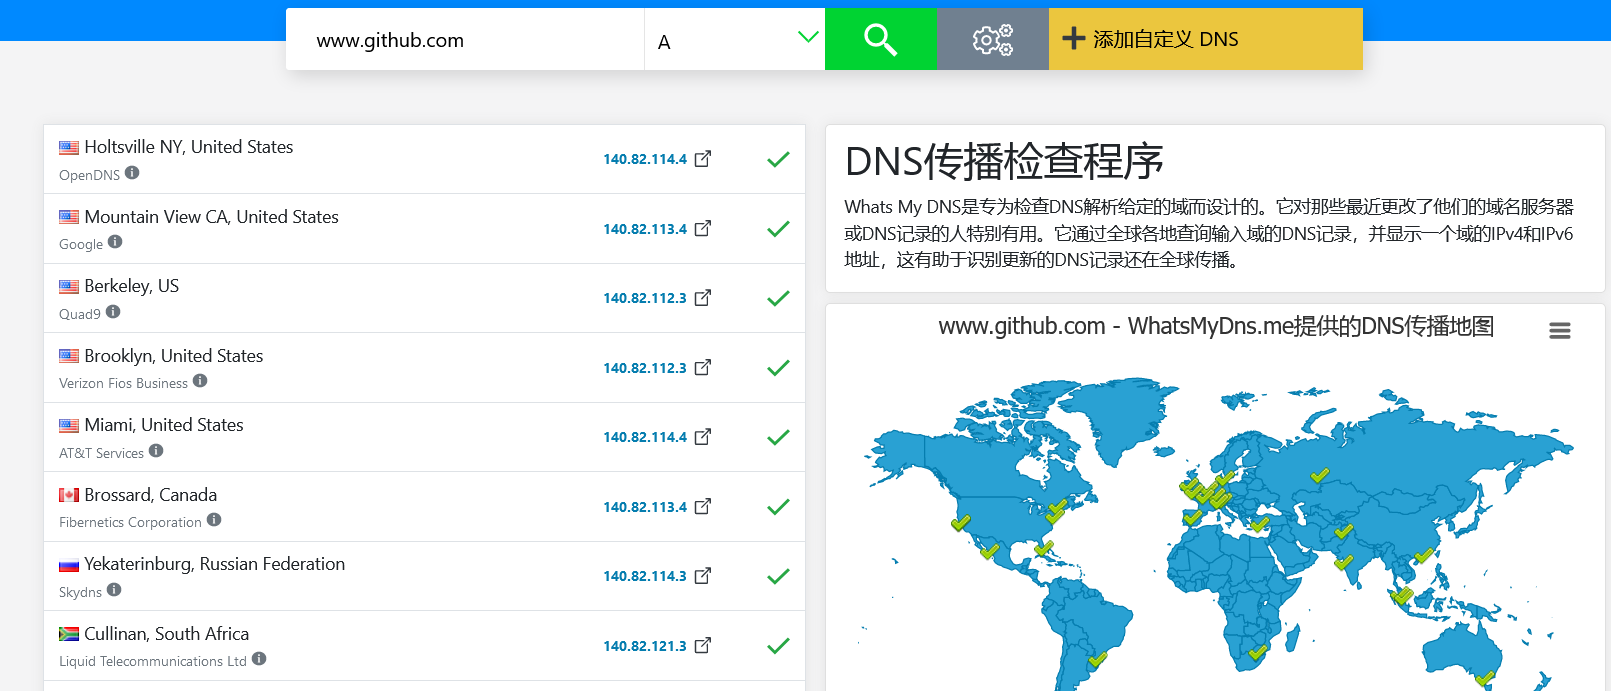 www.github.com
A
添加自定义 DNS
Holtsville NY, United States
140.82.114.4
OpenDNS
Mountain View CA, United States
140.82.113.4
Google
Berkeley, US
140.82.112.3
Quad9
Brooklyn, United States
140.82.112.3
Verizon Fios Business
Miami, United States
140.82.114.4
AT&T Services
Brossard, Canada
140.82.113.4
Fibernetics Corporation
Yekaterinburg, Russian Federation
140.82.114.3
Skydns
Cullinan, South Africa
140.82.121.3
Liquid Telecommunications Ltd
DNS传播检查程序
Whats My DNS是专为检查DNS解析给定的域而设计的。它对那些最近更改了他们的域名服务器
或DNS记录的人特别有用。它通过全球各地查询输入域的DNS记录，并显示一个域的IPv4和IPv6
地址，这有助于识别更新的DNS记录还在全球传播。
www.github.com - WhatsMyDns.me提供的DNS传播地图